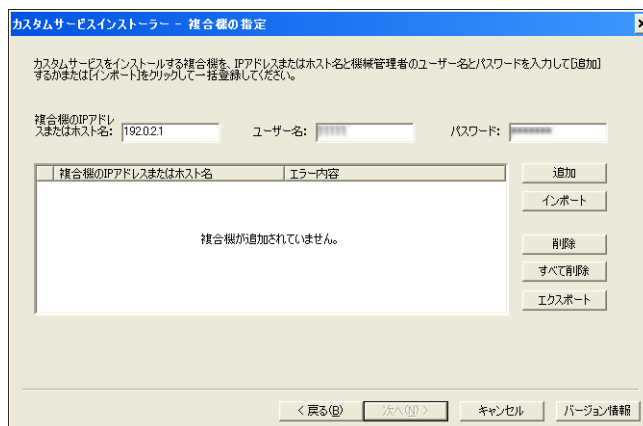 カスタムサービスインストーラー - 複合機の指定
カスタムサービスをインストールする複合機を、IPアドレスまたはホスト名と機械管理者のユーザー名とパスワードを入力して[追加]
するかまたは[インポート]をクリックして一括登録してください。
複合機のIPアドレ
スまたはホスト名: 192.0.2.1 ユーザー名: パスワード:
複合機のIPアドレスまたはホスト名 エラー内容 追加
インポート
複合機が追加されていません。
削除
すべて削除
エクスポート
< 戻る(B) 次へ(N) > キャンセル バージョン情報